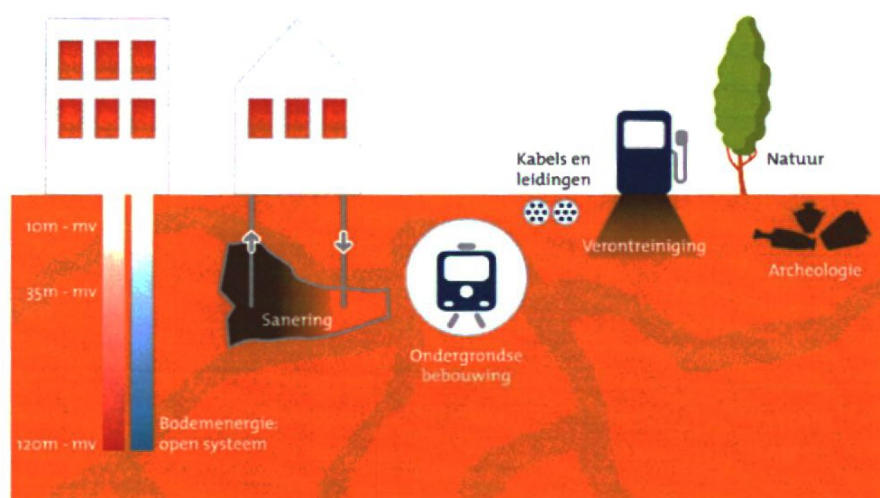 Kabels en
leidingen
Natuur
10m - mv
Verontreiniging
Archeologie
35m - mv
Sanering
Ondergrondse
bebouwing
Bodemenergie:
open systeem
120m - mv